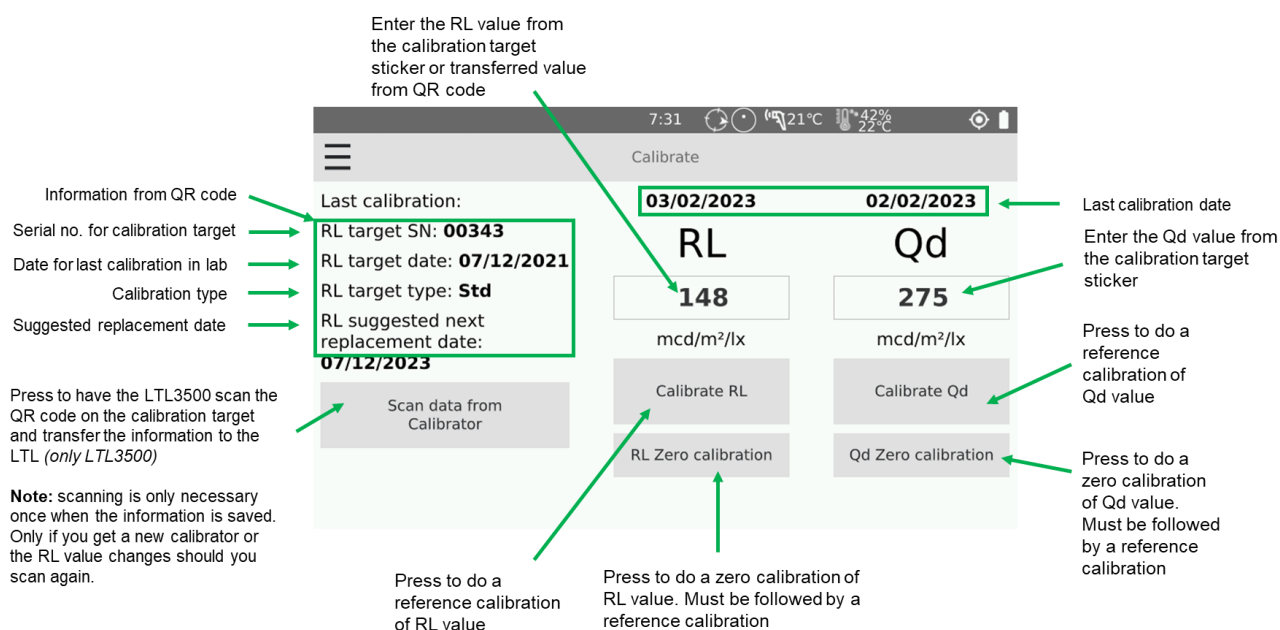 Enter the RL value from
the calibration target
sticker or transferred value
from QR code
7:31 21°C 42%
22°C
Calibrate
Information from QR code
Serial no. for calibration target
Date for last calibration in lab
Calibration type
Suggested replacement date
Last calibration:
RL target SN: 00343
RL target date: 07/12/2021
RL target type: Std
RL suggested next
replacement date:
07/12/2023
Scan data from
Calibrator
03/02/2023 02/02/2023
RL Qd
148 275
mcd/m²/lx mcd/m²/lx
Calibrate RL Calibrate Qd
RL Zero calibration Qd Zero calibration
Last calibration date
Enter the Qd value from
the calibration target
sticker
Press to do a
reference
calibration of
Qd value
Press to do a
zero calibration
of Qd value.
Must be followed
by a reference
calibration
Press to have the LTL3500 scan the
QR code on the calibration target
and transfer the information to the
LTL (only LTL3500)
Note: scanning is only necessary
once when the information is saved.
Only if you get a new calibrator or
the RL value changes should you
scan again.
Press to do a
reference calibration
of RL value
Press to do a zero calibration of
RL value. Must be followed by a
reference calibration